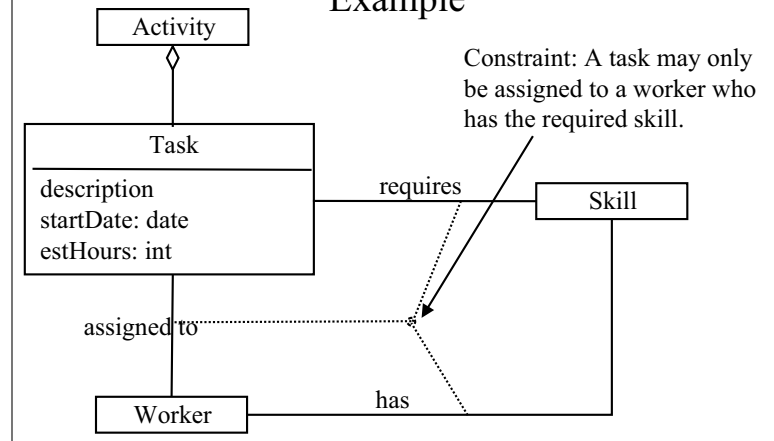 Example
Activity
Constraint: A task may only
be assigned to a worker who
has the required skill.
Task
description
startDate: date
estHours: int
requires
Skill
assigned to
has
Worker